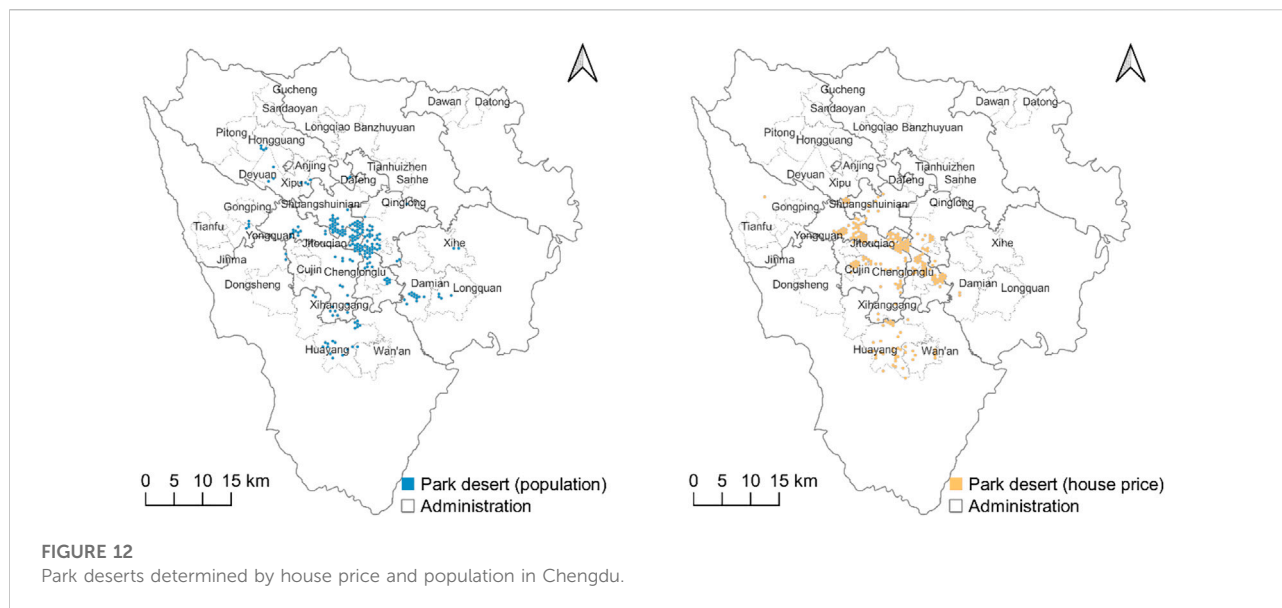 Gucheng
Sandaoyan
Dawan Datong
Pitong
Hongguang
Longqiao Banzhuyuan
Anjing
Tianhuizhen
Deyuan
Xipu
Dafeng
Sanhe
Gongping
Shuangshuinian
Qinglong
Tianfu
Yongquan
Jitouqiao
Xihe
Jinma
Cujin Chenglonglu
Dongsheng
Damian
Longquan
Xihanggang
Huayang
Wan'an
0 5 10 15 km
Park desert (population)
Administration
Gucheng
Sandaoyan
Dawan Datong
Pitong
Hongguang
Longqiao Banzhuyuan
Anjing
Tianhuizhen
Deyuan
Xipu
Dafeng
Sanhe
Gongping
Shuangshuinian
Qinglong
Tianfu
Yongquan
Jitouqiao
Xihe
Jinma
Cujin Chenglonglu
Dongsheng
Damian
Longquan
Xihanggang
Huayang
Wan'an
0 5 10 15 km
Park desert (house price)
Administration
FIGURE 12
Park deserts determined by house price and population in Chengdu.